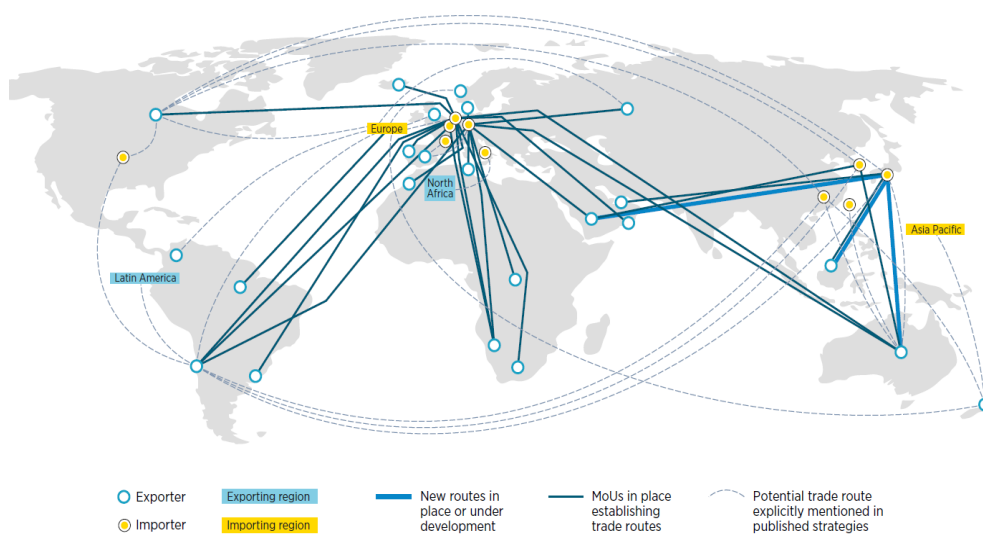 Europe
North
Africa
Asia Pacific
Latin America
Exporter
Exporting region
New routes in
place or under
development
MoUs in place
establishing
trade routes
Potential trade route
explicitly mentioned in
published strategies
Importer
Importing region